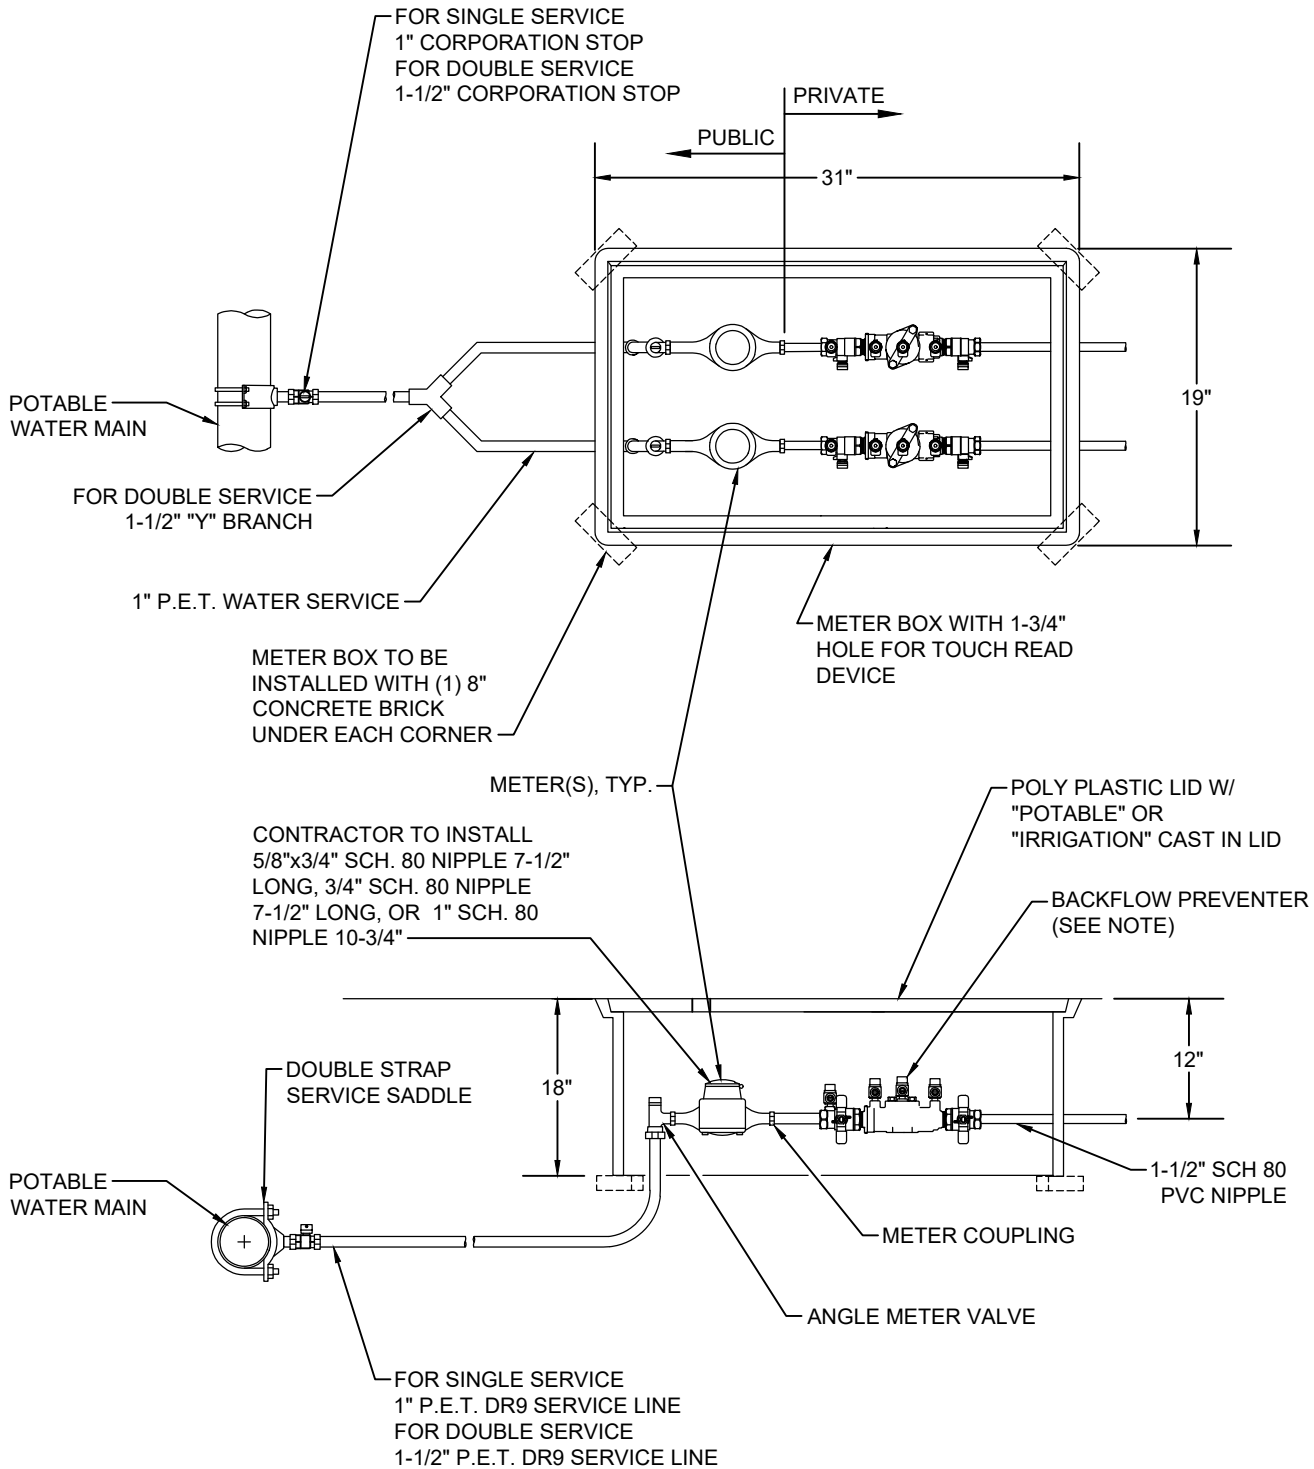 FOR SINGLE SERVICE
1" CORPORATION STOP
FOR DOUBLE SERVICE
1-1/2" CORPORATION STOP
PRIVATE
PUBLIC
31"
19"
POTABLE
WATER MAIN
FOR DOUBLE SERVICE
1-1/2" "Y" BRANCH
1" P.E.T. WATER SERVICE
METER BOX WITH 1-3/4"
HOLE FOR TOUCH READ
DEVICE
METER BOX TO BE
INSTALLED WITH (1) 8"
CONCRETE BRICK
UNDER EACH CORNER
METER(S), TYP.
POLY PLASTIC LID W/
"POTABLE" OR
"IRRIGATION" CAST IN LID
CONTRACTOR TO INSTALL
5/8"x3/4" SCH. 80 NIPPLE 7-1/2"
LONG, 3/4" SCH. 80 NIPPLE
7-1/2" LONG, OR 1" SCH. 80
NIPPLE 10-3/4"
BACKFLOW PREVENTER
(SEE NOTE)
18"
12"
DOUBLE STRAP
SERVICE SADDLE
POTABLE
WATER MAIN
1-1/2" SCH 80
PVC NIPPLE
METER COUPLING
ANGLE METER VALVE
FOR SINGLE SERVICE
1" P.E.T. DR9 SERVICE LINE
FOR DOUBLE SERVICE
1-1/2" P.E.T. DR9 SERVICE LINE